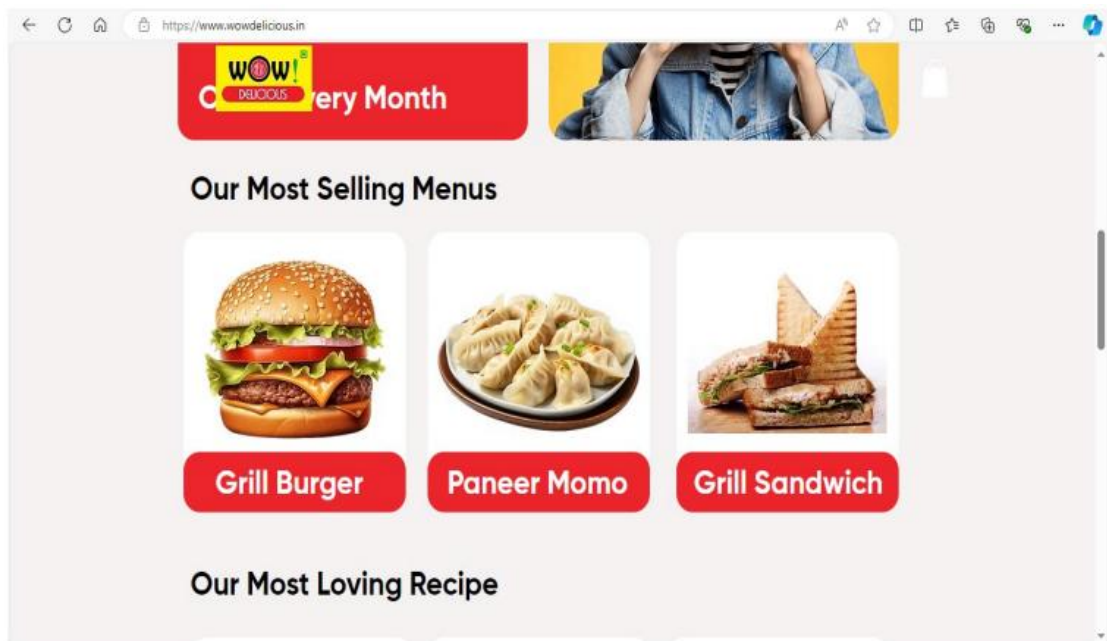 https://www.wowdelicious.in
WOW!®
DELICIOUS
very Month
Our Most Selling Menus
Grill Burger
Paneer Momo
Grill Sandwich
Our Most Loving Recipe